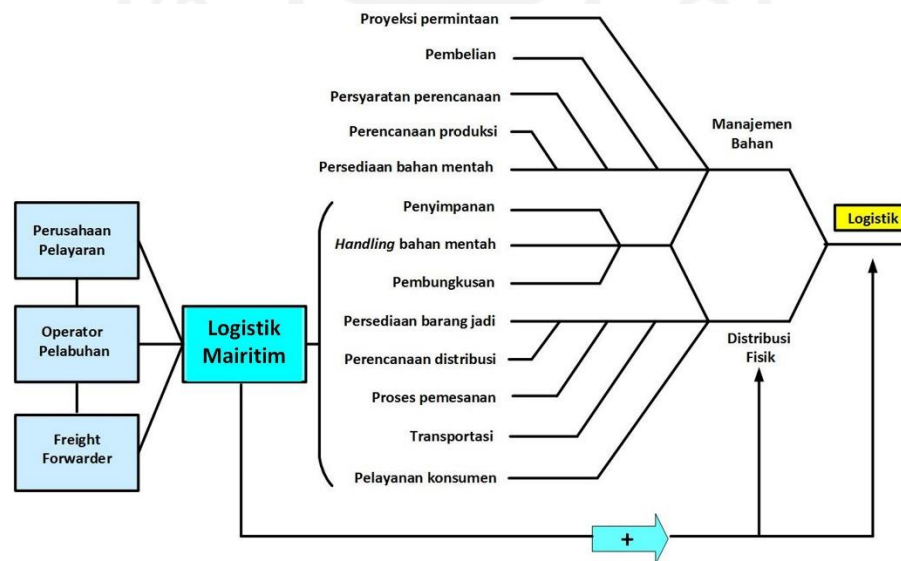 Proyeksi permintaan
Pembelian
Persyaratan perencanaan
Perencanaan produksi
Persediaan bahan mentah
Manajemen
Bahan
Penyimpanan
Handling bahan mentah
Pembungkusan
Persediaan barang jadi
Perencanaan distribusi
Proses pemesanan
Transportasi
Pelayanan konsumen
Distribusi
Fisik
Logistik
Perusahaan
Pelayaran
Operator
Pelabuhan
Freight
Forwarder
Logistik
Mairitim
+